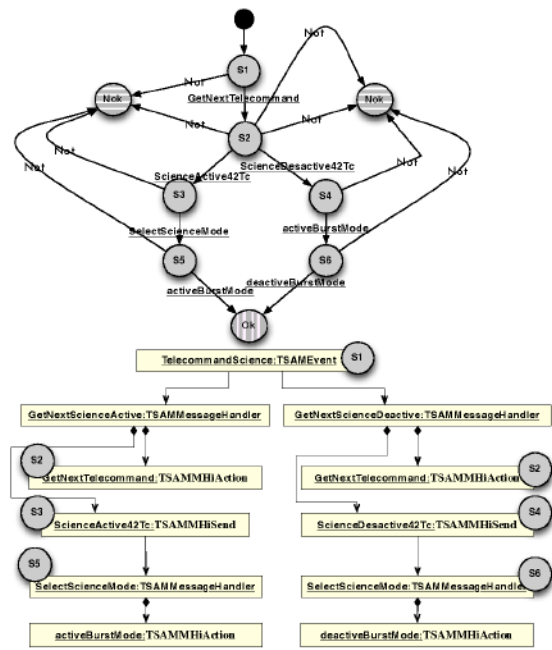 S1
Not
Not
Nok
GetNextTelecommand
Nok
Not
S2
Not
ScienceActive42Tc
ScienceDesactive42Tc
Not
Not
Not
Not
S3
S4
SelectScienceMode
activeBurstMode
S5
S6
activeBurstMode
deactiveBurstMode
Ok
TelecommandScience:TSAMEvent
S1
GetNextScienceActive:TSAMMessageHandler
GetNextScienceDeactive:TSAMMessageHandler
S2
GetNextTelecommand:TSAMMHiAction
GetNextTelecommand:TSAMMHiAction
S2
S3
ScienceActive42Tc:TSAMMHiSend
ScienceDesactive42Tc:TSAMMHiSend
S4
S5
SelectScienceMode:TSAMMessageHandler
SelectScienceMode:TSAMMessageHandler
S6
activeBurstMode:TSAMMHiAction
deactiveBurstMode:TSAMMHiAction